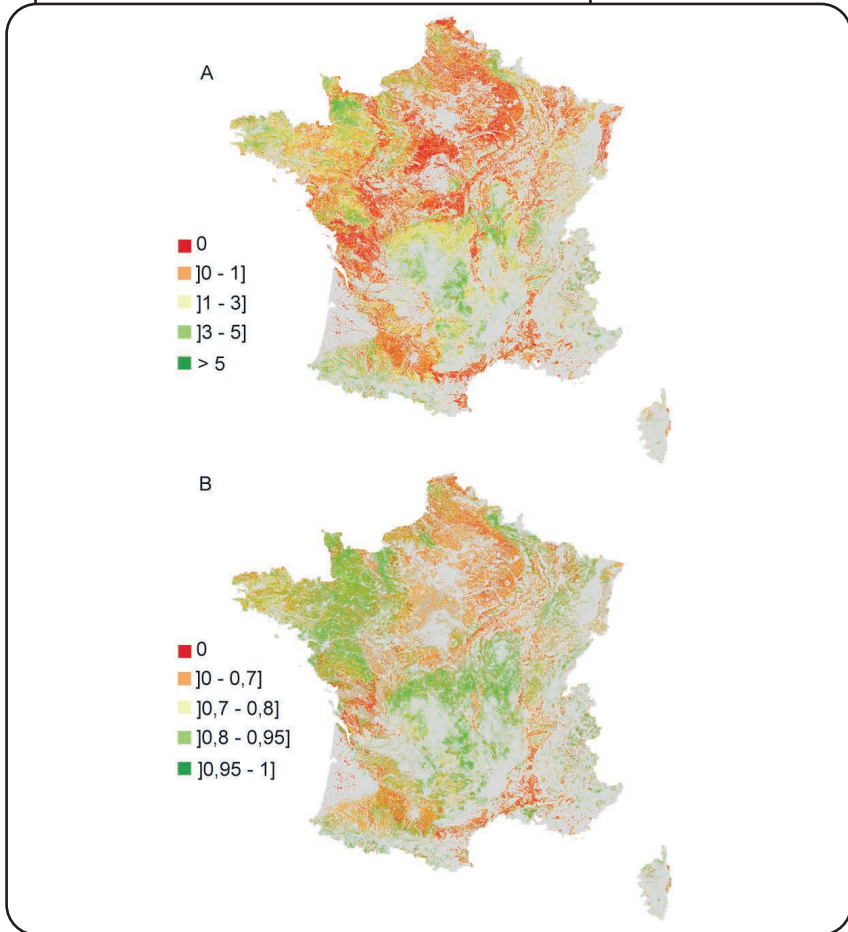 A
0
]0 - 1]
]1 - 3]
]3 - 5]
> 5
B
0
]0 - 0,7]
]0,7 - 0,8]
]0,8 - 0,95]
]0,95 - 1]